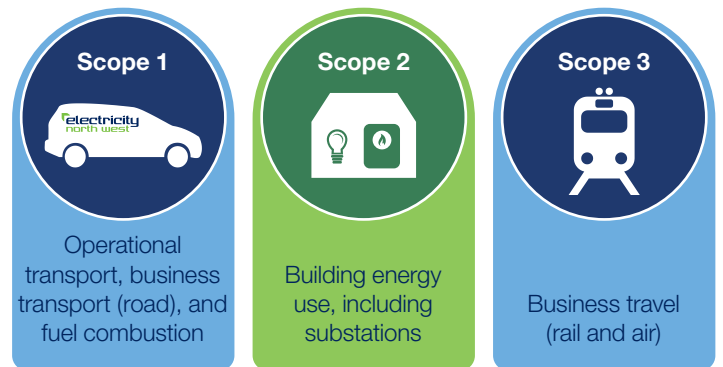 Scope 1
electricity
north west
Operational
transport, business
transport (road), and
fuel combustion
Scope 2
Building energy
use, including
substations
Scope 3
Business travel
(rail and air)